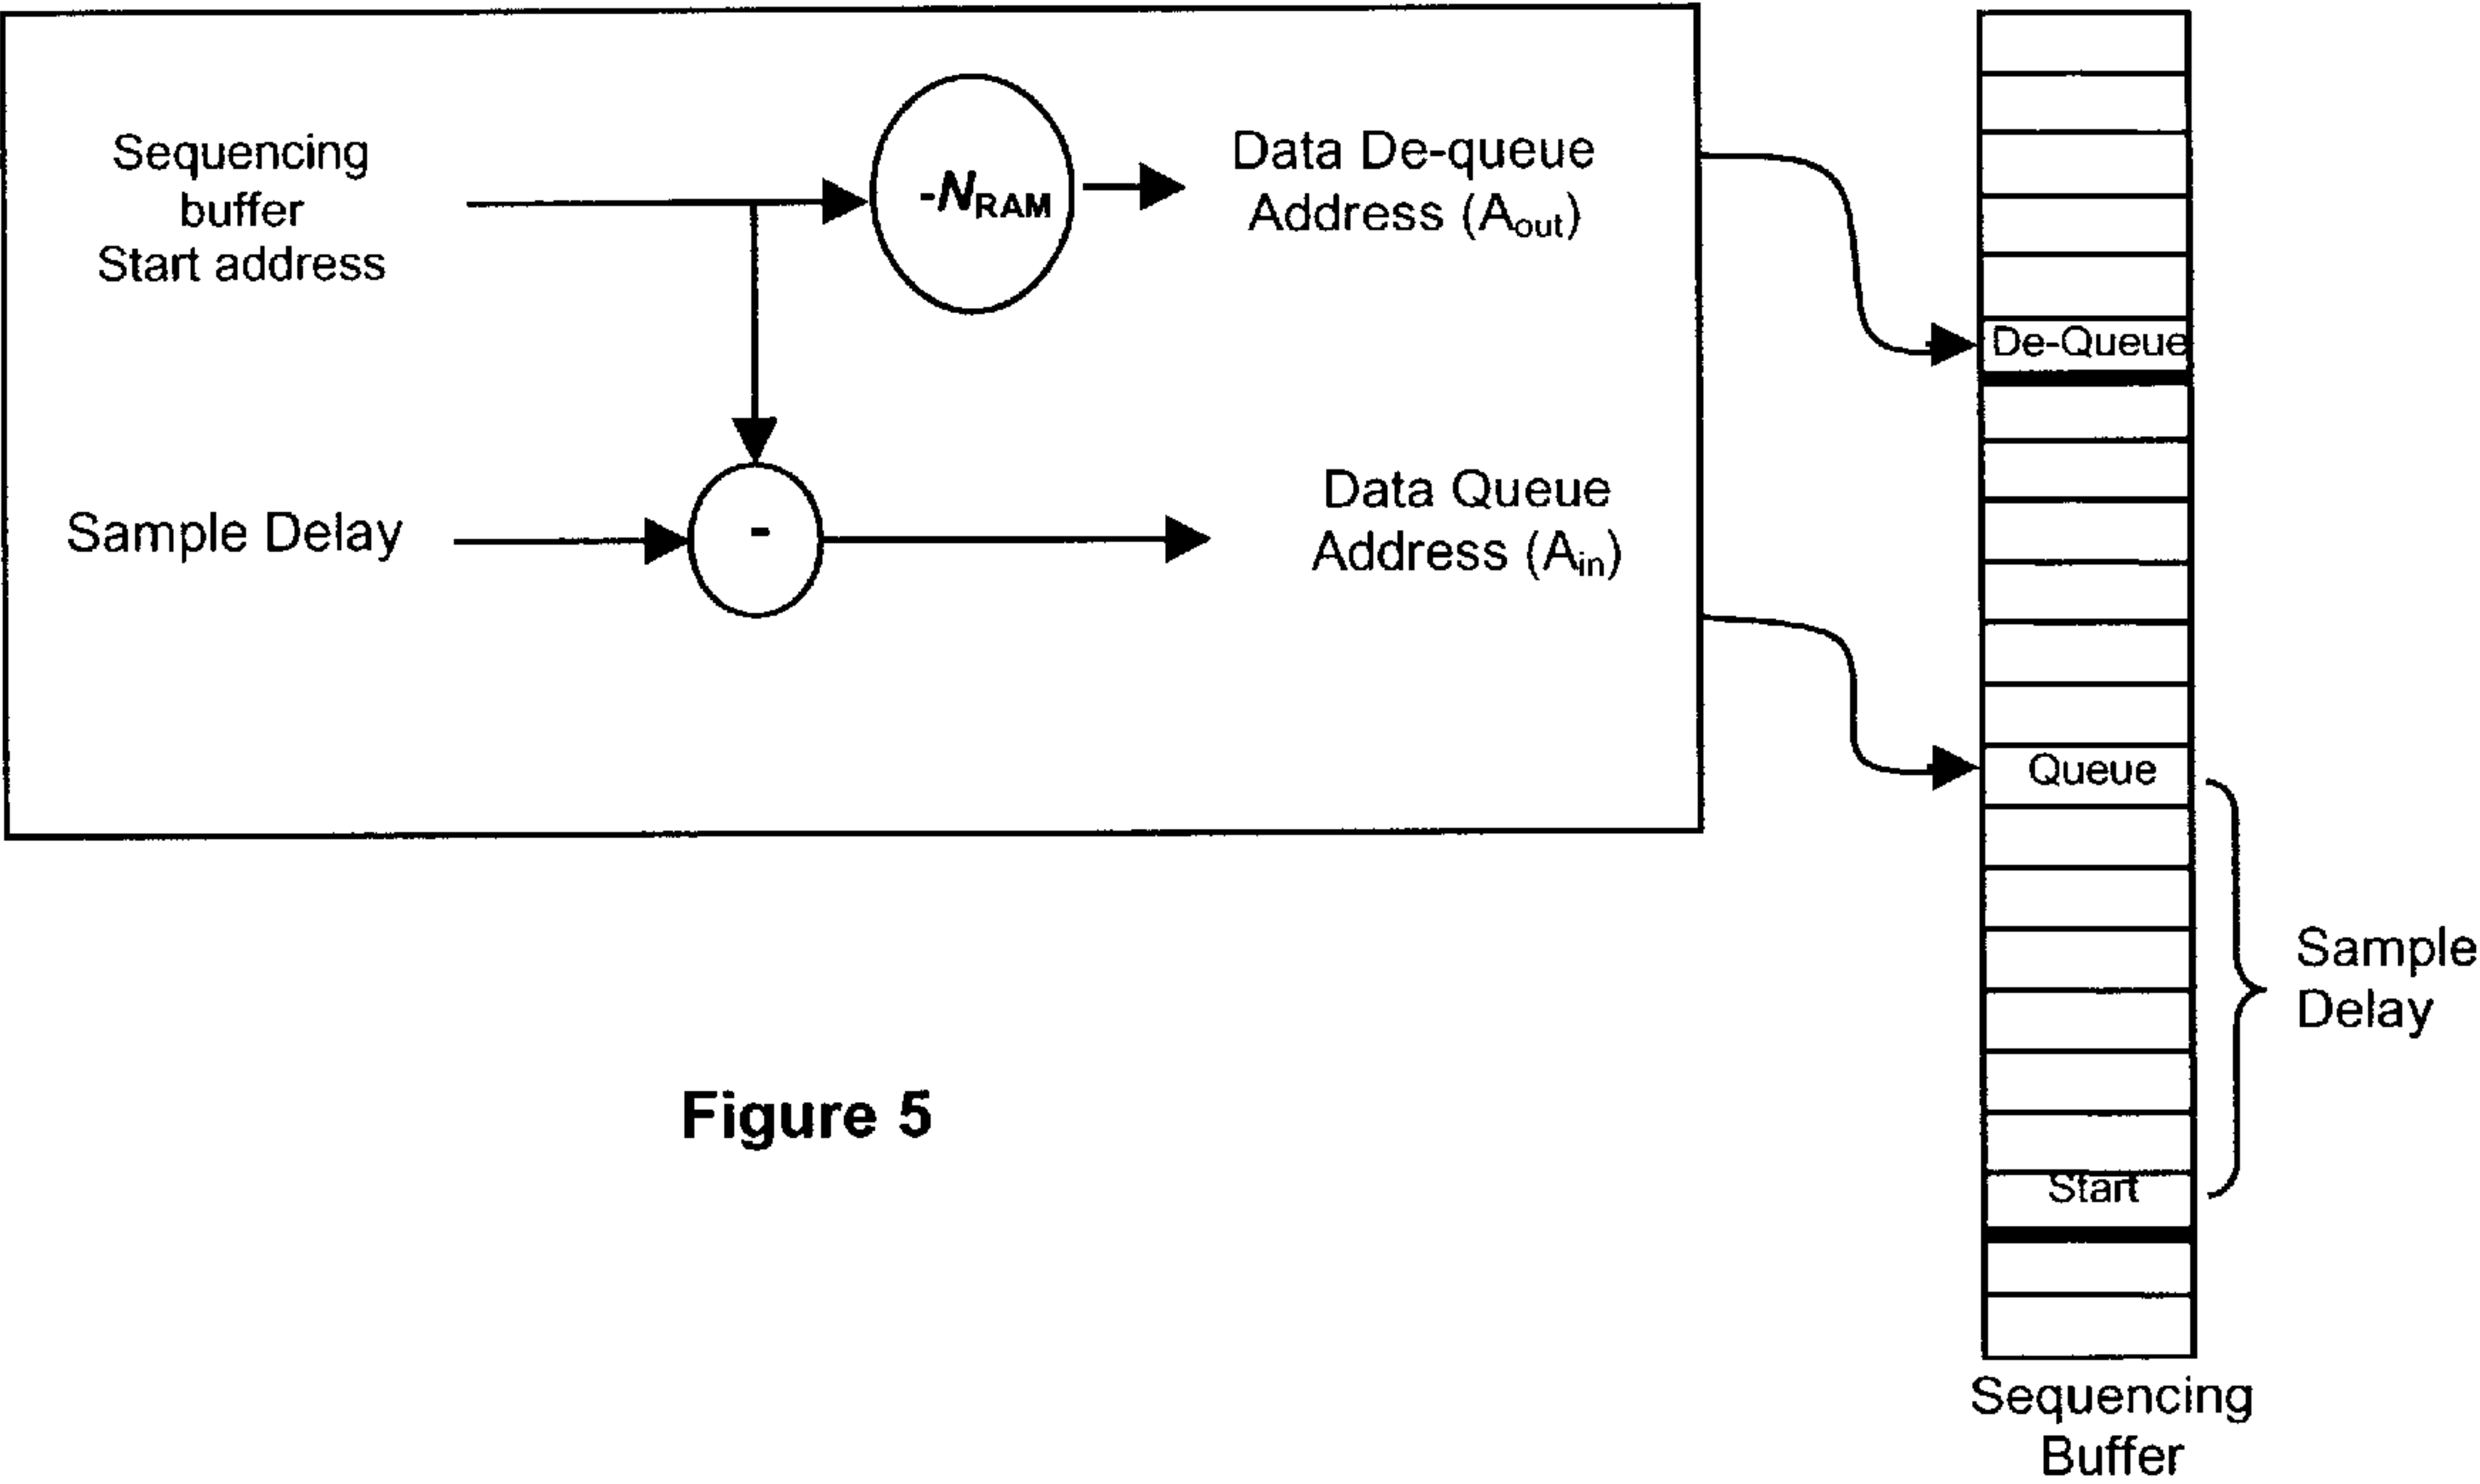 Sequencing
buffer
Start address
-N RAM
Data De-queue
Address (Aout)
De-Queue
Sample Delay
-
Data Queue
Address (Ain)
Queue
Sample
Delay
Start
Figure 5
Sequencing
Buffer